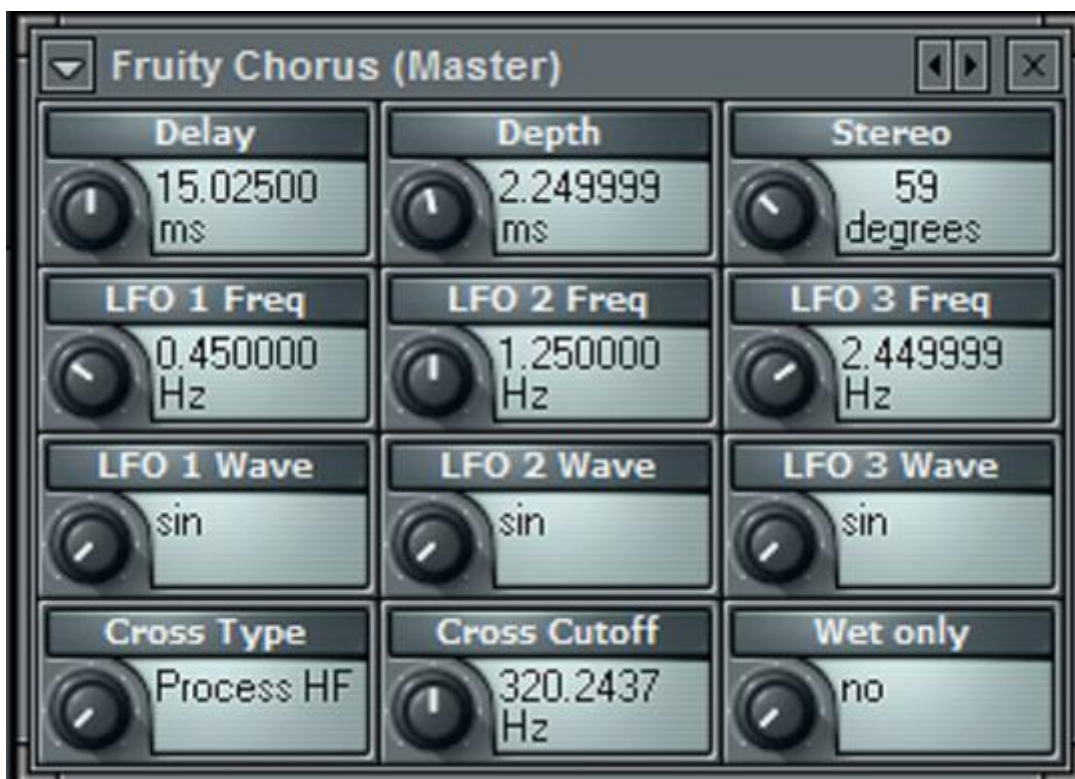 Fruity Chorus (Master)
Delay
15.02500
ms
Depth
2.249999
ms
Stereo
59
degrees
LFO 1 Freq
0.450000
Hz
LFO 2 Freq
1.250000
Hz
LFO 3 Freq
2.449999
Hz
LFO 1 Wave
sin
LFO 2 Wave
sin
LFO 3 Wave
sin
Cross Type
Process HF
Cross Cutoff
320.2437
Hz
Wet only
no